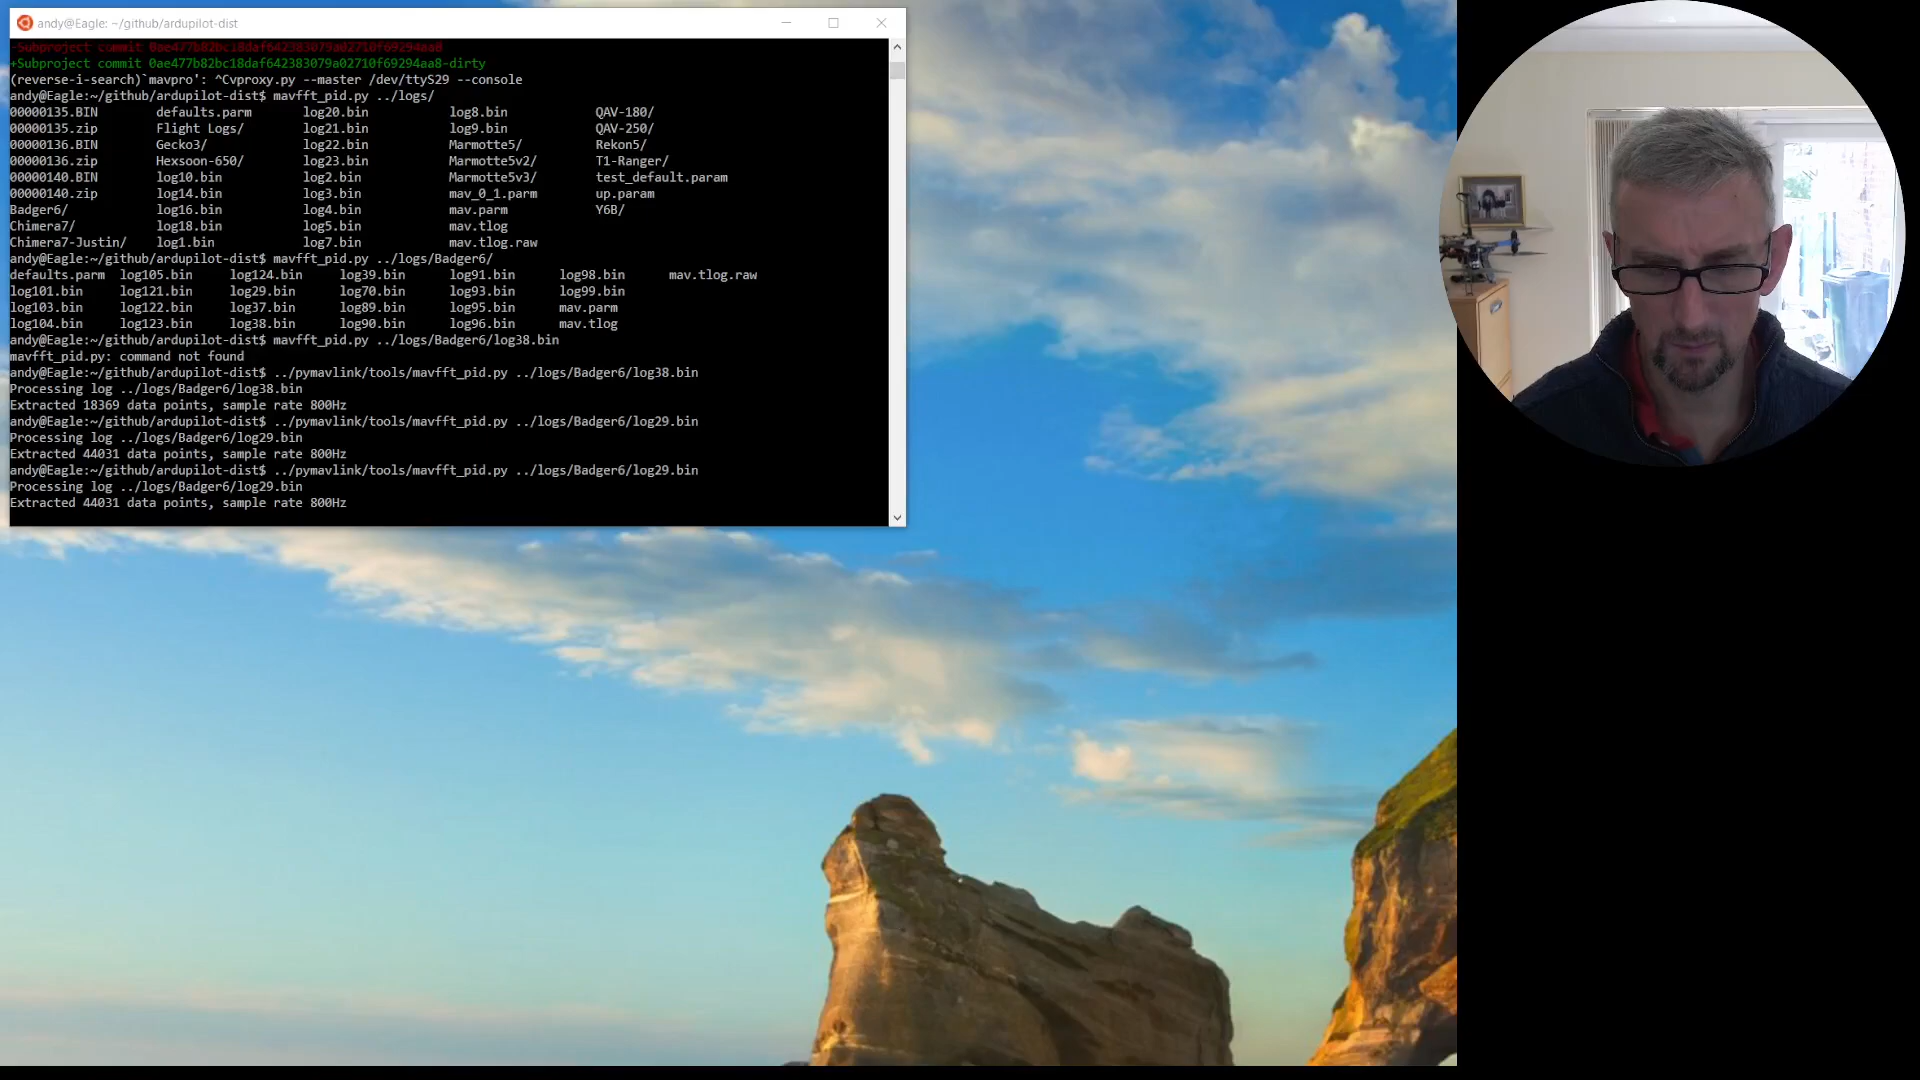 andy@Eagle: ~/github/ardupilot-dist
-Subproject commit 0ae477b82bc18daf642383079a02710f69294aa8
+Subproject commit 0ae477b82bc18daf642383079a02710f69294aa8-dirty
(reverse-i-search)`mavpro': ^Cvproxy.py --master /dev/ttyS29 --console
andy@Eagle:~/github/ardupilot-dist$ mavfft_pid.py ../logs/
00000135.BIN defaults.parm log20.bin log8.bin QAV-180/
00000135.zip Flight Logs/ log21.bin log9.bin QAV-250/
00000136.BIN Gecko3/ log22.bin Marmotte5/ Rekon5/
00000136.zip Hexsoon-650/ log23.bin Marmotte5v2/ T1-Ranger/
00000140.BIN log10.bin log2.bin Marmotte5v3/ test_default.param
00000140.zip log14.bin log3.bin mav_0_1.parm up.param
Badger6/ log16.bin log4.bin mav.parm Y6B/
Chimera7/ log18.bin log5.bin mav.tlog
Chimera7-Justin/ log1.bin log7.bin mav.tlog.raw
andy@Eagle:~/github/ardupilot-dist$ mavfft_pid.py ../logs/Badger6/
defaults.parm log105.bin log124.bin log39.bin log91.bin log98.bin mav.tlog.raw
log101.bin log121.bin log29.bin log70.bin log93.bin log99.bin
log103.bin log122.bin log37.bin log89.bin log95.bin mav.parm
log104.bin log123.bin log38.bin log90.bin log96.bin mav.tlog
andy@Eagle:~/github/ardupilot-dist$ mavfft_pid.py ../logs/Badger6/log38.bin
mavfft_pid.py: command not found
andy@Eagle:~/github/ardupilot-dist$ ../pymavlink/tools/mavfft_pid.py ../logs/Badger6/log38.bin
Processing log ../logs/Badger6/log38.bin
Extracted 18369 data points, sample rate 800Hz
andy@Eagle:~/github/ardupilot-dist$ ../pymavlink/tools/mavfft_pid.py ../logs/Badger6/log29.bin
Processing log ../logs/Badger6/log29.bin
Extracted 44031 data points, sample rate 800Hz
andy@Eagle:~/github/ardupilot-dist$ ../pymavlink/tools/mavfft_pid.py ../logs/Badger6/log29.bin
Processing log ../logs/Badger6/log29.bin
Extracted 44031 data points, sample rate 800Hz